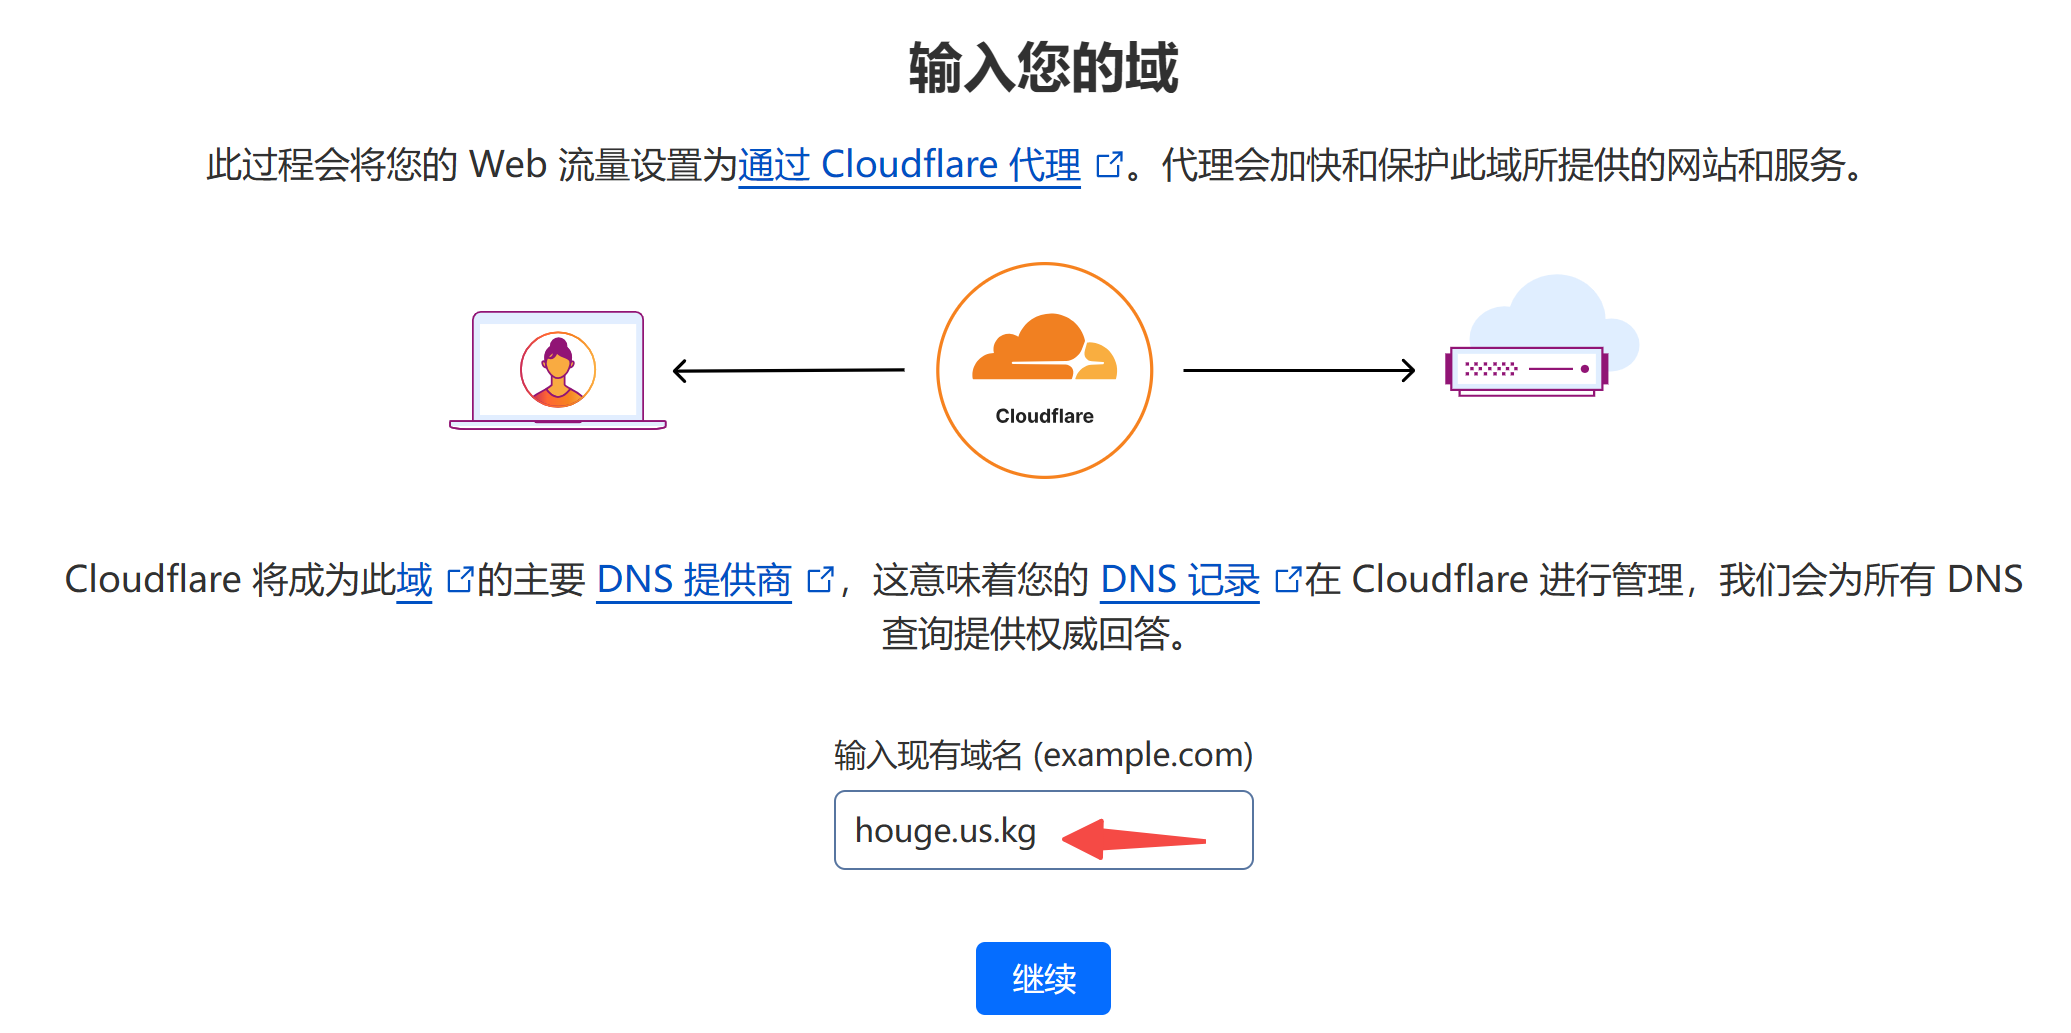 输入您的域
此过程会将您的 Web 流量设置为通过 Cloudflare 代理。代理会加快和保护此域所提供的网站和服务。
Cloudflare
Cloudflare 将成为此域的主要 DNS 提供商，这意味着您的 DNS 记录在 Cloudflare 进行管理，我们会为所有 DNS
查询提供权威回答。
输入现有域名 (example.com)
houge.us.kg
继续